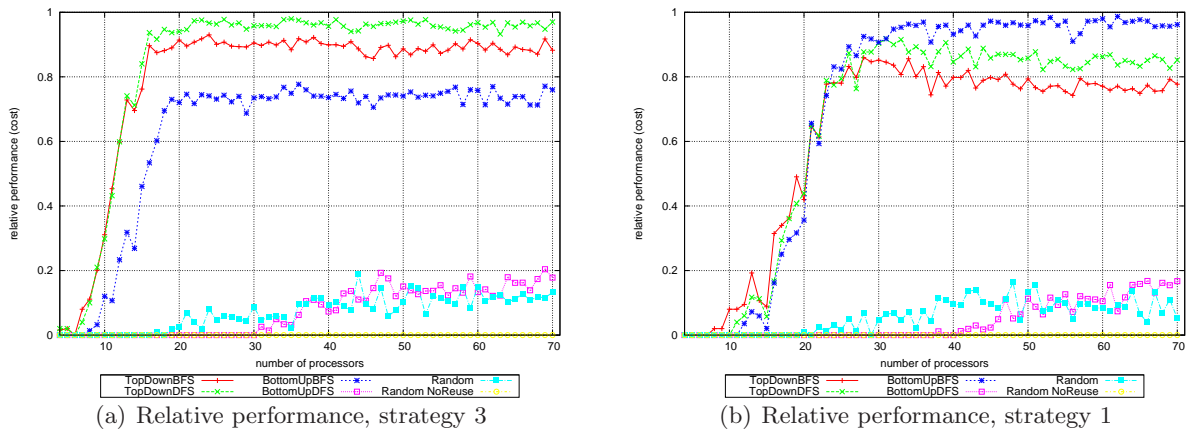 1
0.8
0.6
0.4
0.2
0
relative performance (cost)
10 20 30 40 50 60 70
number of processors
TopDownBFS BottomUpBFS Random
TopDownDFS BottomUpDFS Random NoReuse
(a) Relative performance, strategy 3
1
0.8
0.6
0.4
0.2
0
relative performance (cost)
10 20 30 40 50 60 70
number of processors
TopDownBFS BottomUpBFS Random
TopDownDFS BottomUpDFS Random NoReuse
(b) Relative performance, strategy 1